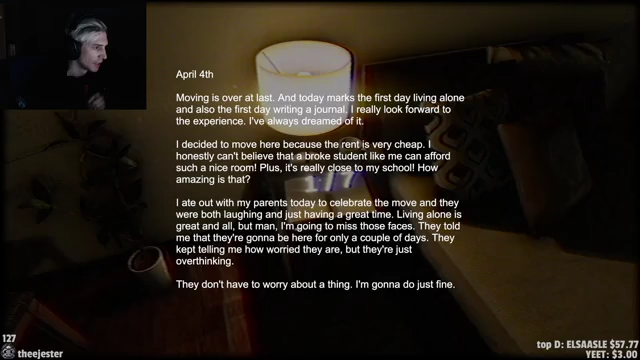 April 4th
Moving is over at last. And today marks the first day living alone
and also the first day writing a journal. I really look forward to
the experience. I've always dreamed of it.
I decided to move here because the rent is very cheap. I
honestly can't believe that a broke student like me can afford
such a nice room! Plus, it's really close to my school! How
amazing is that?
I ate out with my parents today to celebrate the move and they
were both laughing and just having a great time. Living alone is
great and all, but man, I'm going to miss those faces. They told
me that they're gonna be here for only a couple of days. They
kept telling me how worried they are, but they're just
overthinking.
They don't have to worry about a thing. I'm gonna do just fine.
127
theejester
top D: ELSAASLE $57.77
YEET: $3.00